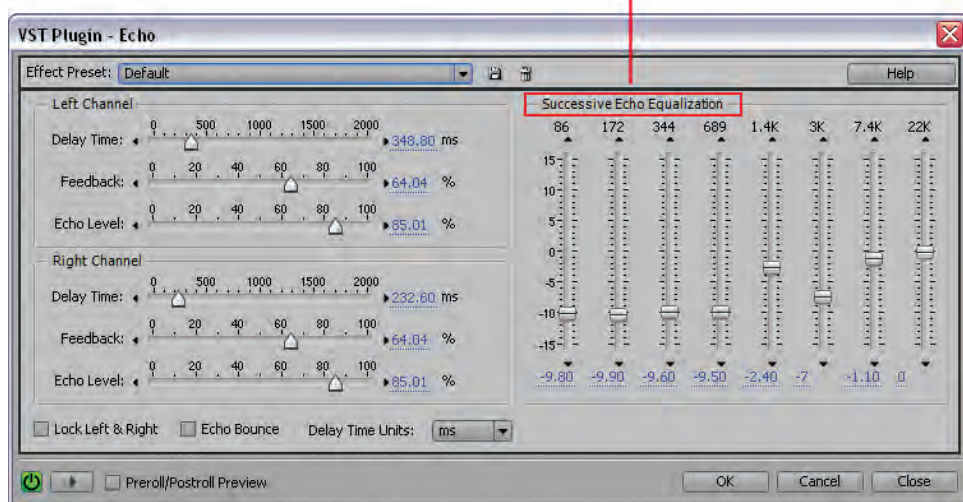 VST Plugin - Echo
Effect Preset: Default Help
Left Channel
0 500 1000 1500 2000
Delay Time: 348.80 ms
0 20 40 60 80 100
Feedback: 64.04 %
0 20 40 60 80 100
Echo Level: 85.01 %
Right Channel
0 500 1000 1500 2000
Delay Time: 232.60 ms
0 20 40 60 80 100
Feedback: 64.04 %
0 20 40 60 80 100
Echo Level: 85.01 %
Successive Echo Equalization
86 172 344 689 1.4K 3K 7.4K 22K
15
10
5
0
-5
-10
-15
-9.80 -9.90 -9.60 -9.50 -2.40 -7 -1.10 0
Lock Left & Right Echo Bounce Delay Time Units: ms
Preroll/Postroll Preview OK Cancel Close